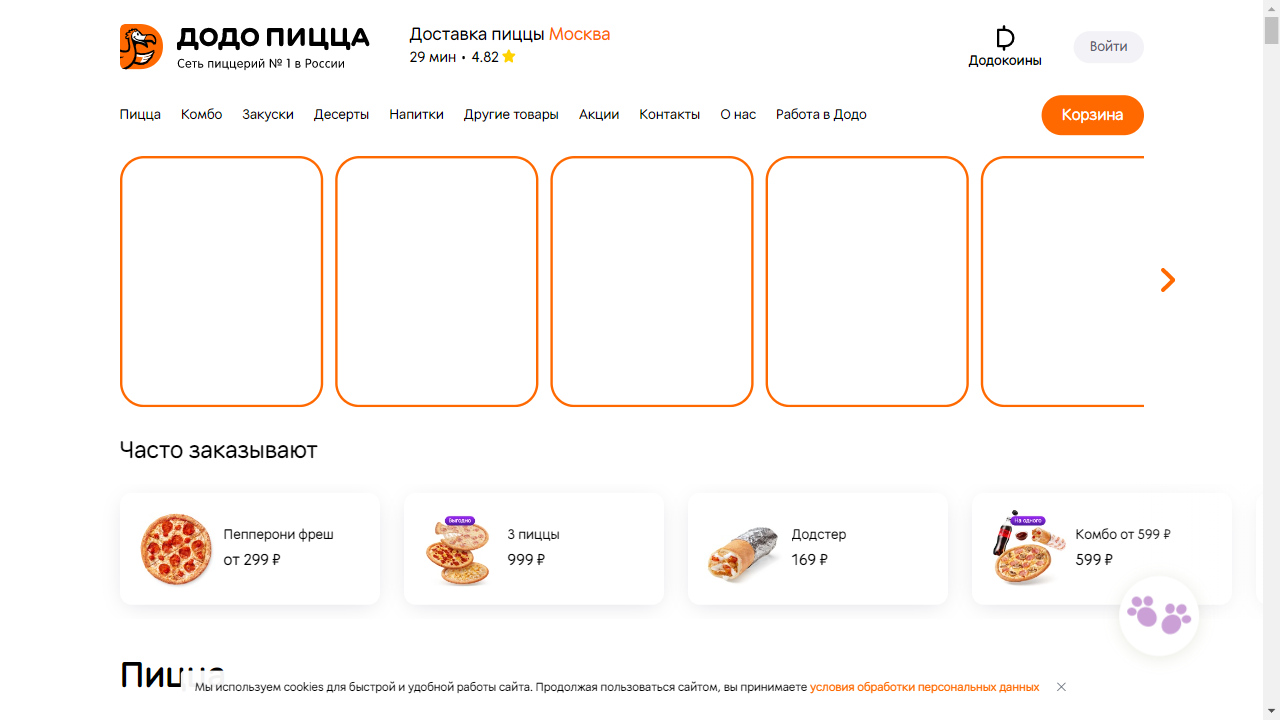 ДОДО ПИЦЦА
Сеть пиццерий № 1 в России
Доставка пиццы Москва
29 мин • 4.82
Додокоины
Войти
Пицца Комбо Закуски Десерты Напитки Другие товары Акции Контакты О нас Работа в Додо
Корзина
Часто заказывают
Пепперони фреш
от 299 ₽
Выгодно
3 пиццы
999 ₽
Додстер
169 ₽
На одного
Комбо от 599 ₽
599 ₽
Пицца
Мы используем cookies для быстрой и удобной работы сайта. Продолжая пользоваться сайтом, вы принимаете условия обработки персональных данных